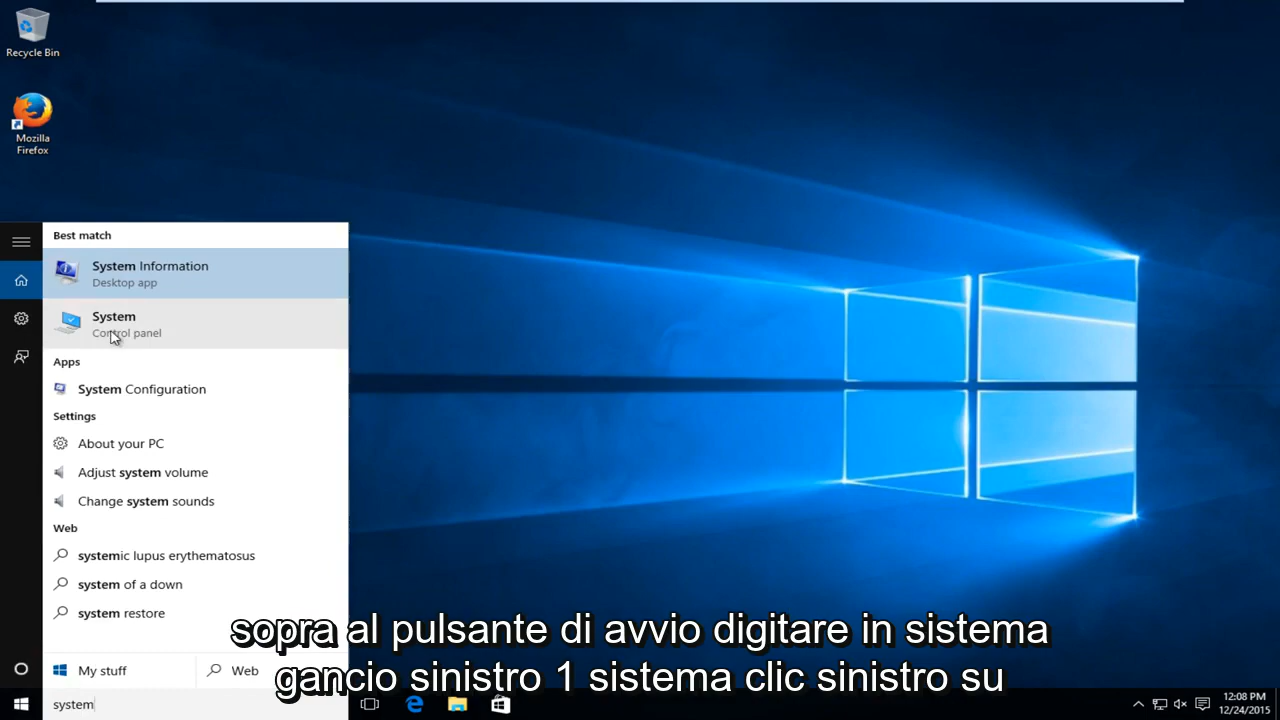 Recycle Bin
Mozilla
Firefox
Best match
System Information
Desktop app
System
Control panel
Apps
System Configuration
Settings
About your PC
Adjust system volume
Change system sounds
Web
systemic lupus erythematosus
system of a down
system restore
sopra al pulsante di avvio digitare in sistema
gancio sinistro 1 sistema clic sinistro su
My stuff
Web
system
12:08 PM
12/24/2015